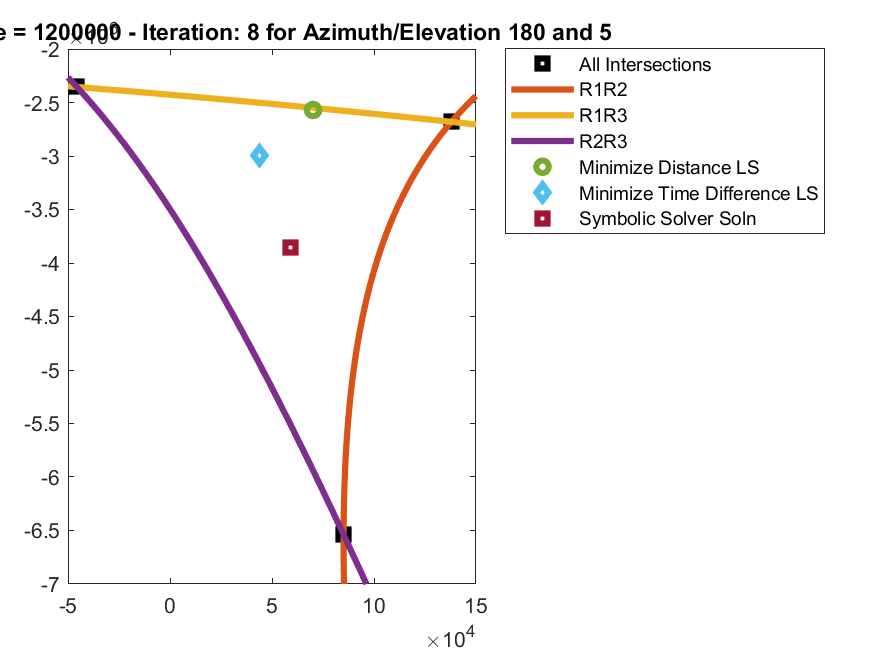 e = 1200000 - Iteration: 8 for Azimuth/Elevation 180 and 5
-2
-2.5
-3
-3.5
-4
-4.5
-5
-5.5
-6
-6.5
-7
-5 0 5 10 15
×10⁴
All Intersections
R1R2
R1R3
R2R3
Minimize Distance LS
Minimize Time Difference LS
Symbolic Solver Soln